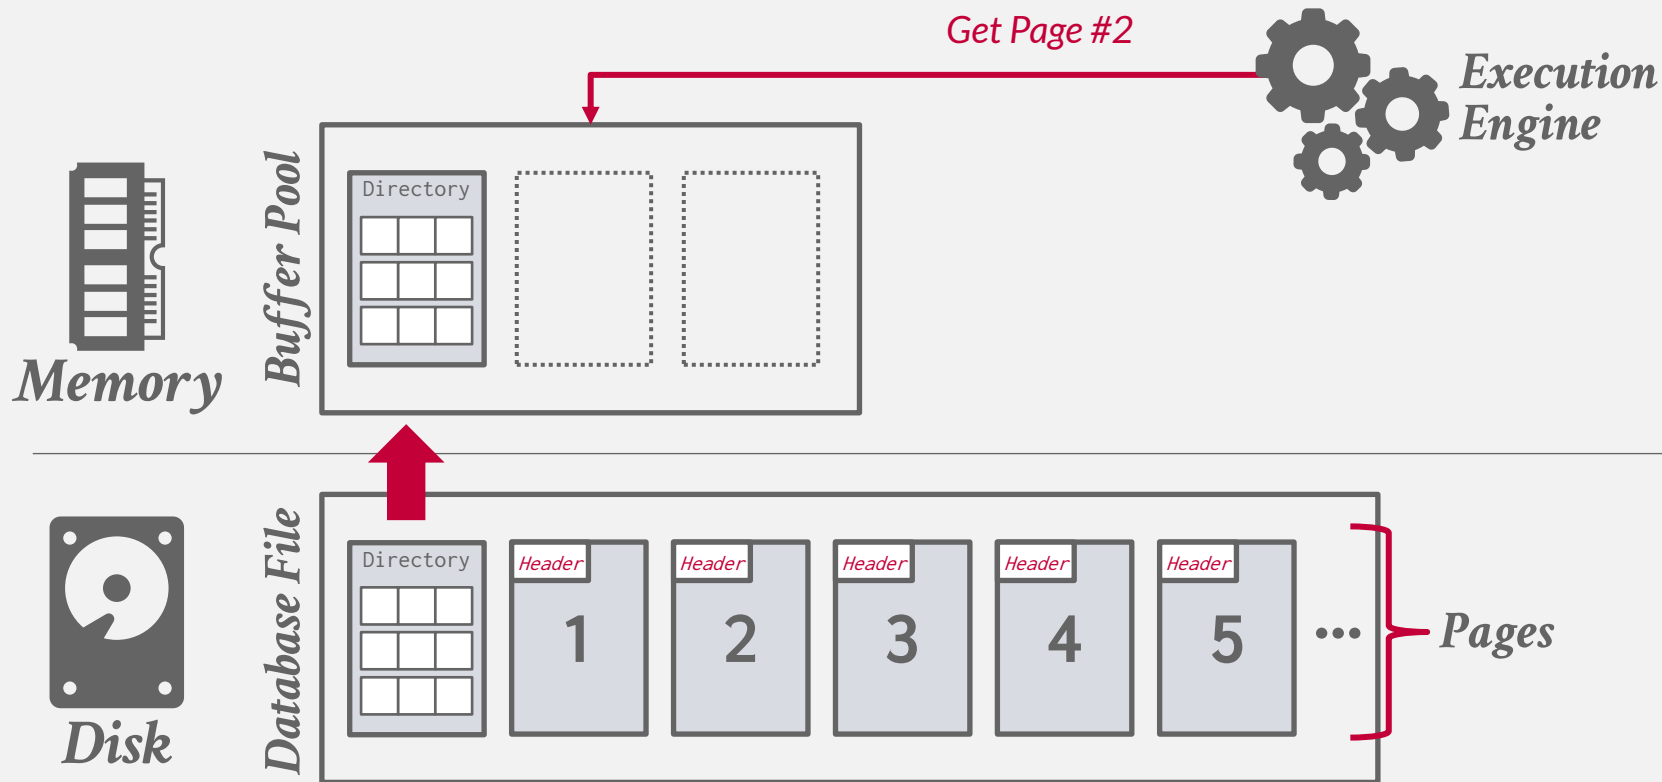 Get Page #2
Execution
Engine
Buffer Pool
Directory
Memory
Database File
Directory
Header
1
Header
2
Header
3
Header
4
Header
5
...
Pages
Disk